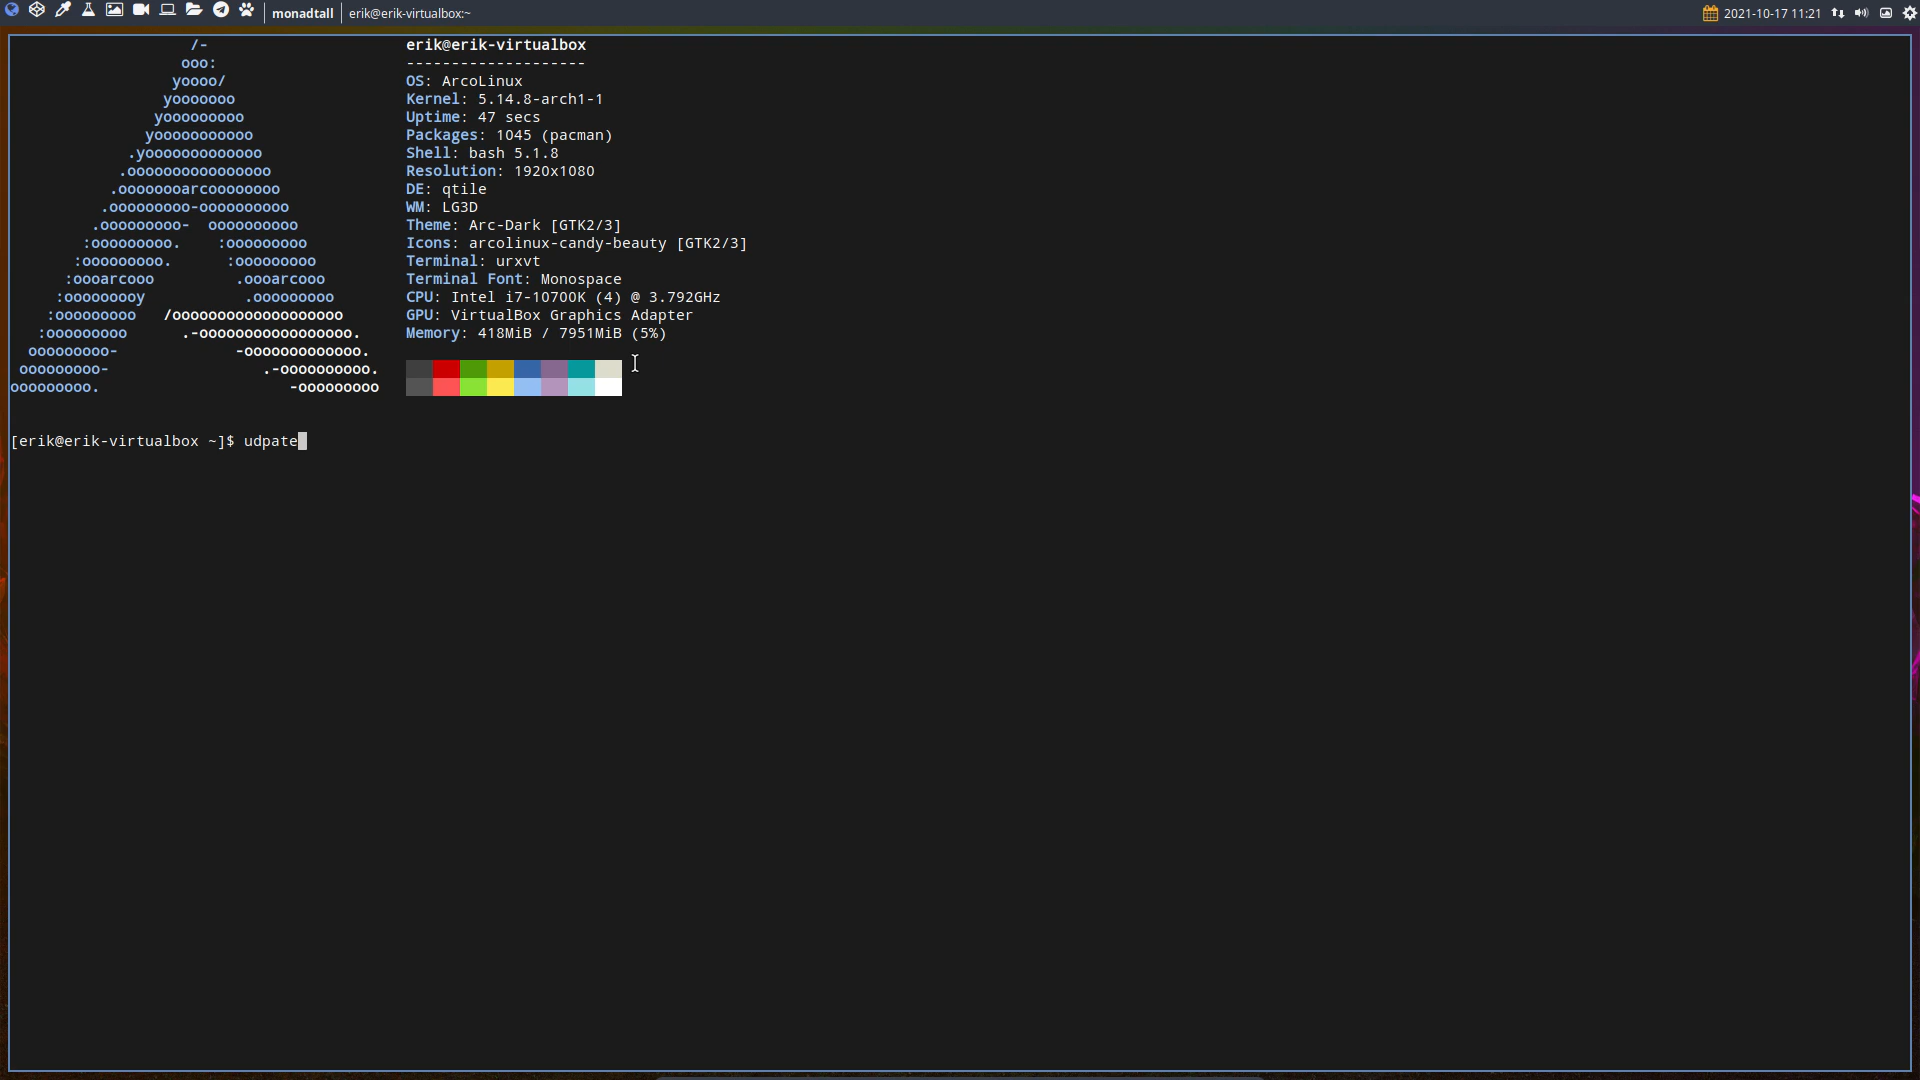 monadtall erik@erik-virtualbox:~ 2021-10-17 11:21
/-
ooo:
yoooo/
yooooooo
yooooooooo
yooooooooooo
.yooooooooooooo
.oooooooooooooooo
.ooooooooarcoooooooo
.ooooooooo-oooooooooo
.ooooooooo-  oooooooooo
:ooooooooo.    :ooooooooo
:ooooooooo.      :ooooooooo
:oooarcooo         .oooarcooo
:ooooooooy           .ooooooooo
:ooooooooo   /ooooooooooooooooooo
:ooooooooo      .-ooooooooooooooooo.
ooooooooo-             -ooooooooooooo.
ooooooooo-                 .-oooooooooo.
ooooooooo.                     -ooooooooo
erik@erik-virtualbox
--------------------
OS: ArcoLinux
Kernel: 5.14.8-arch1-1
Uptime: 47 secs
Packages: 1045 (pacman)
Shell: bash 5.1.8
Resolution: 1920x1080
DE: qtile
WM: LG3D
Theme: Arc-Dark [GTK2/3]
Icons: arcolinux-candy-beauty [GTK2/3]
Terminal: urxvt
Terminal Font: Monospace
CPU: Intel i7-10700K (4) @ 3.792GHz
GPU: VirtualBox Graphics Adapter
Memory: 418MiB / 7951MiB (5%)
[erik@erik-virtualbox ~]$ udpate